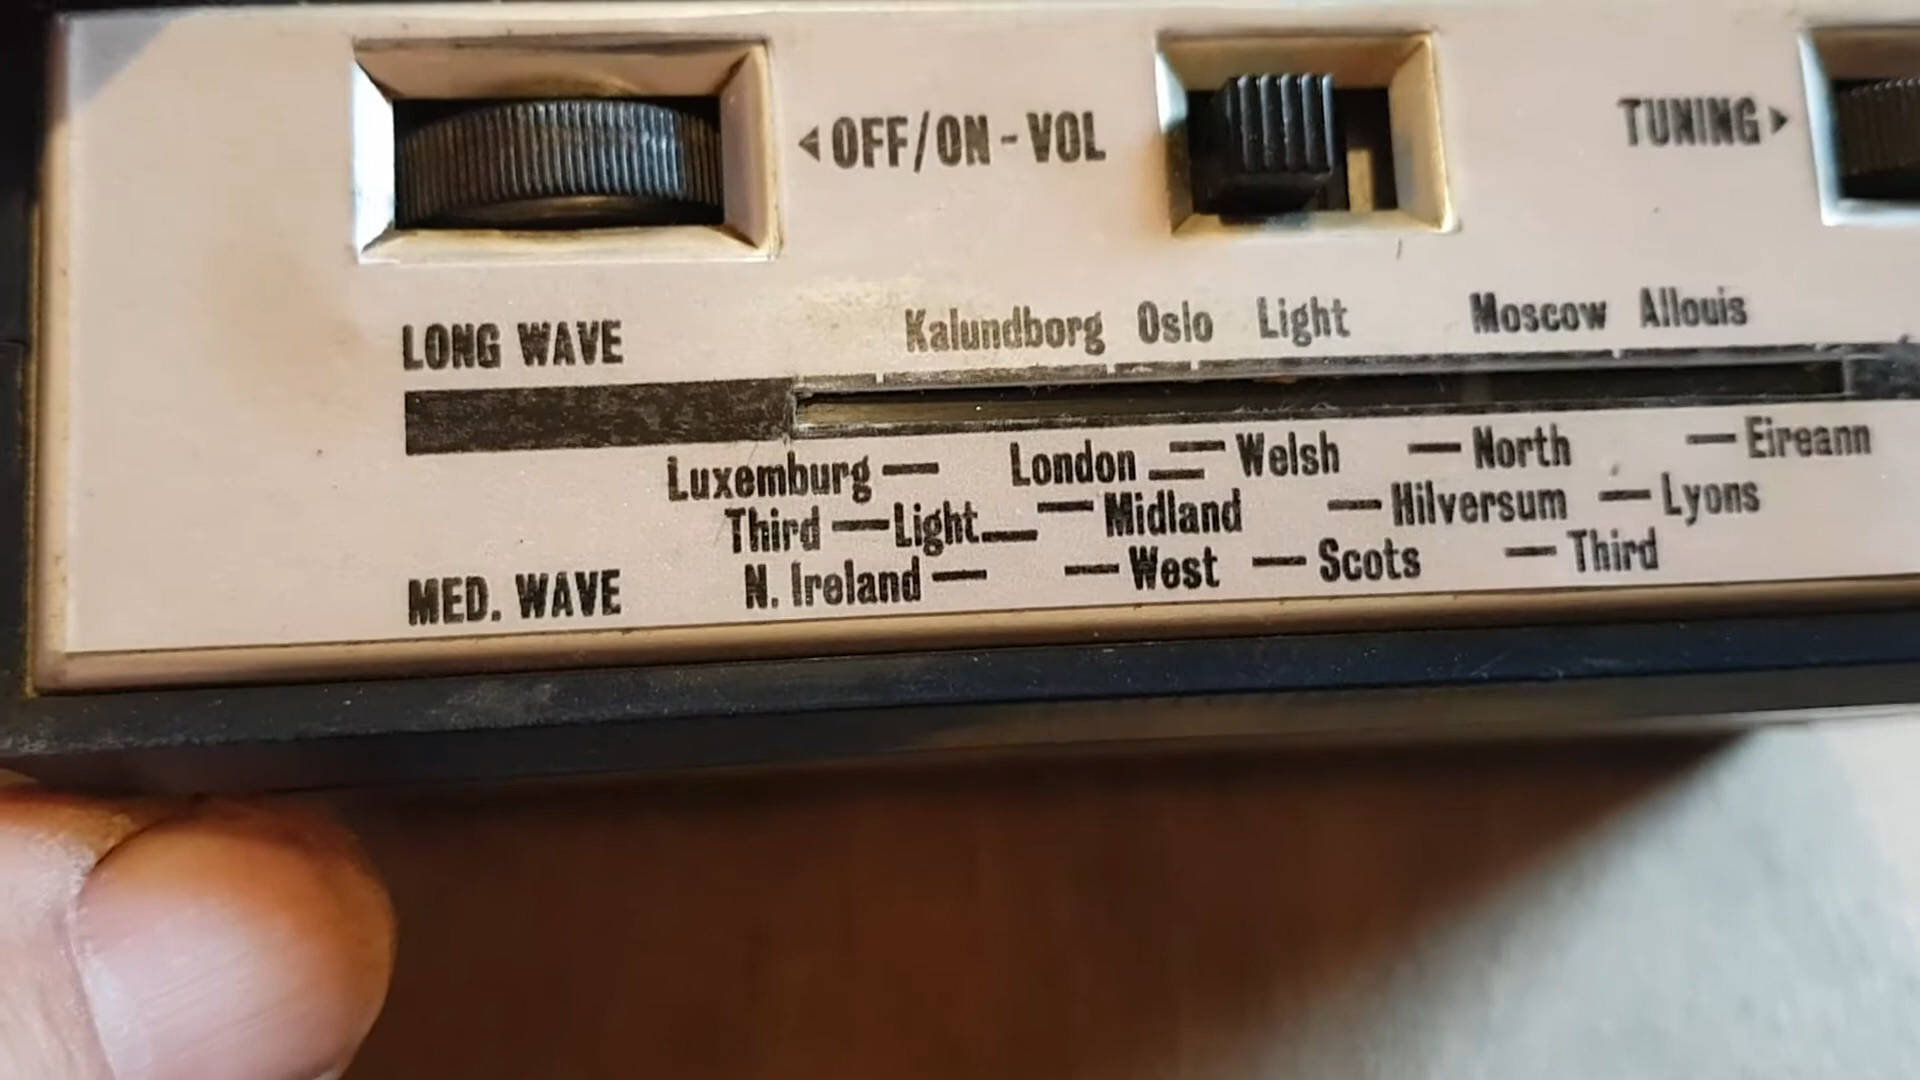 ◄OFF/ON - VOL
TUNING►
LONG WAVE Kalundborg Oslo Light Moscow Allouis
Luxemburg — London — — Welsh — North — Eireann
Third — Light — — Midland — Hilversum — Lyons
MED. WAVE N. Ireland — — West — Scots — Third